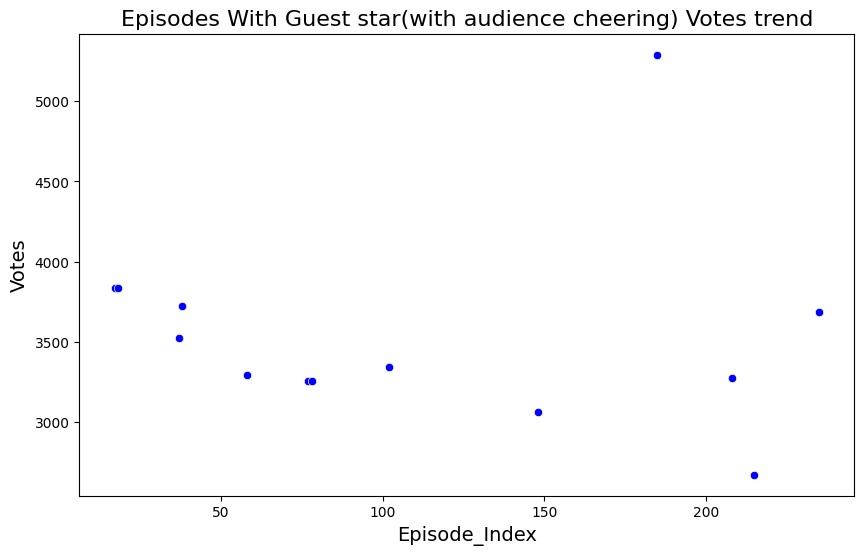 Episodes With Guest star(with audience cheering) Votes trend
5000
4500
4000
3500
3000
Votes
50 100 150 200
Episode_Index